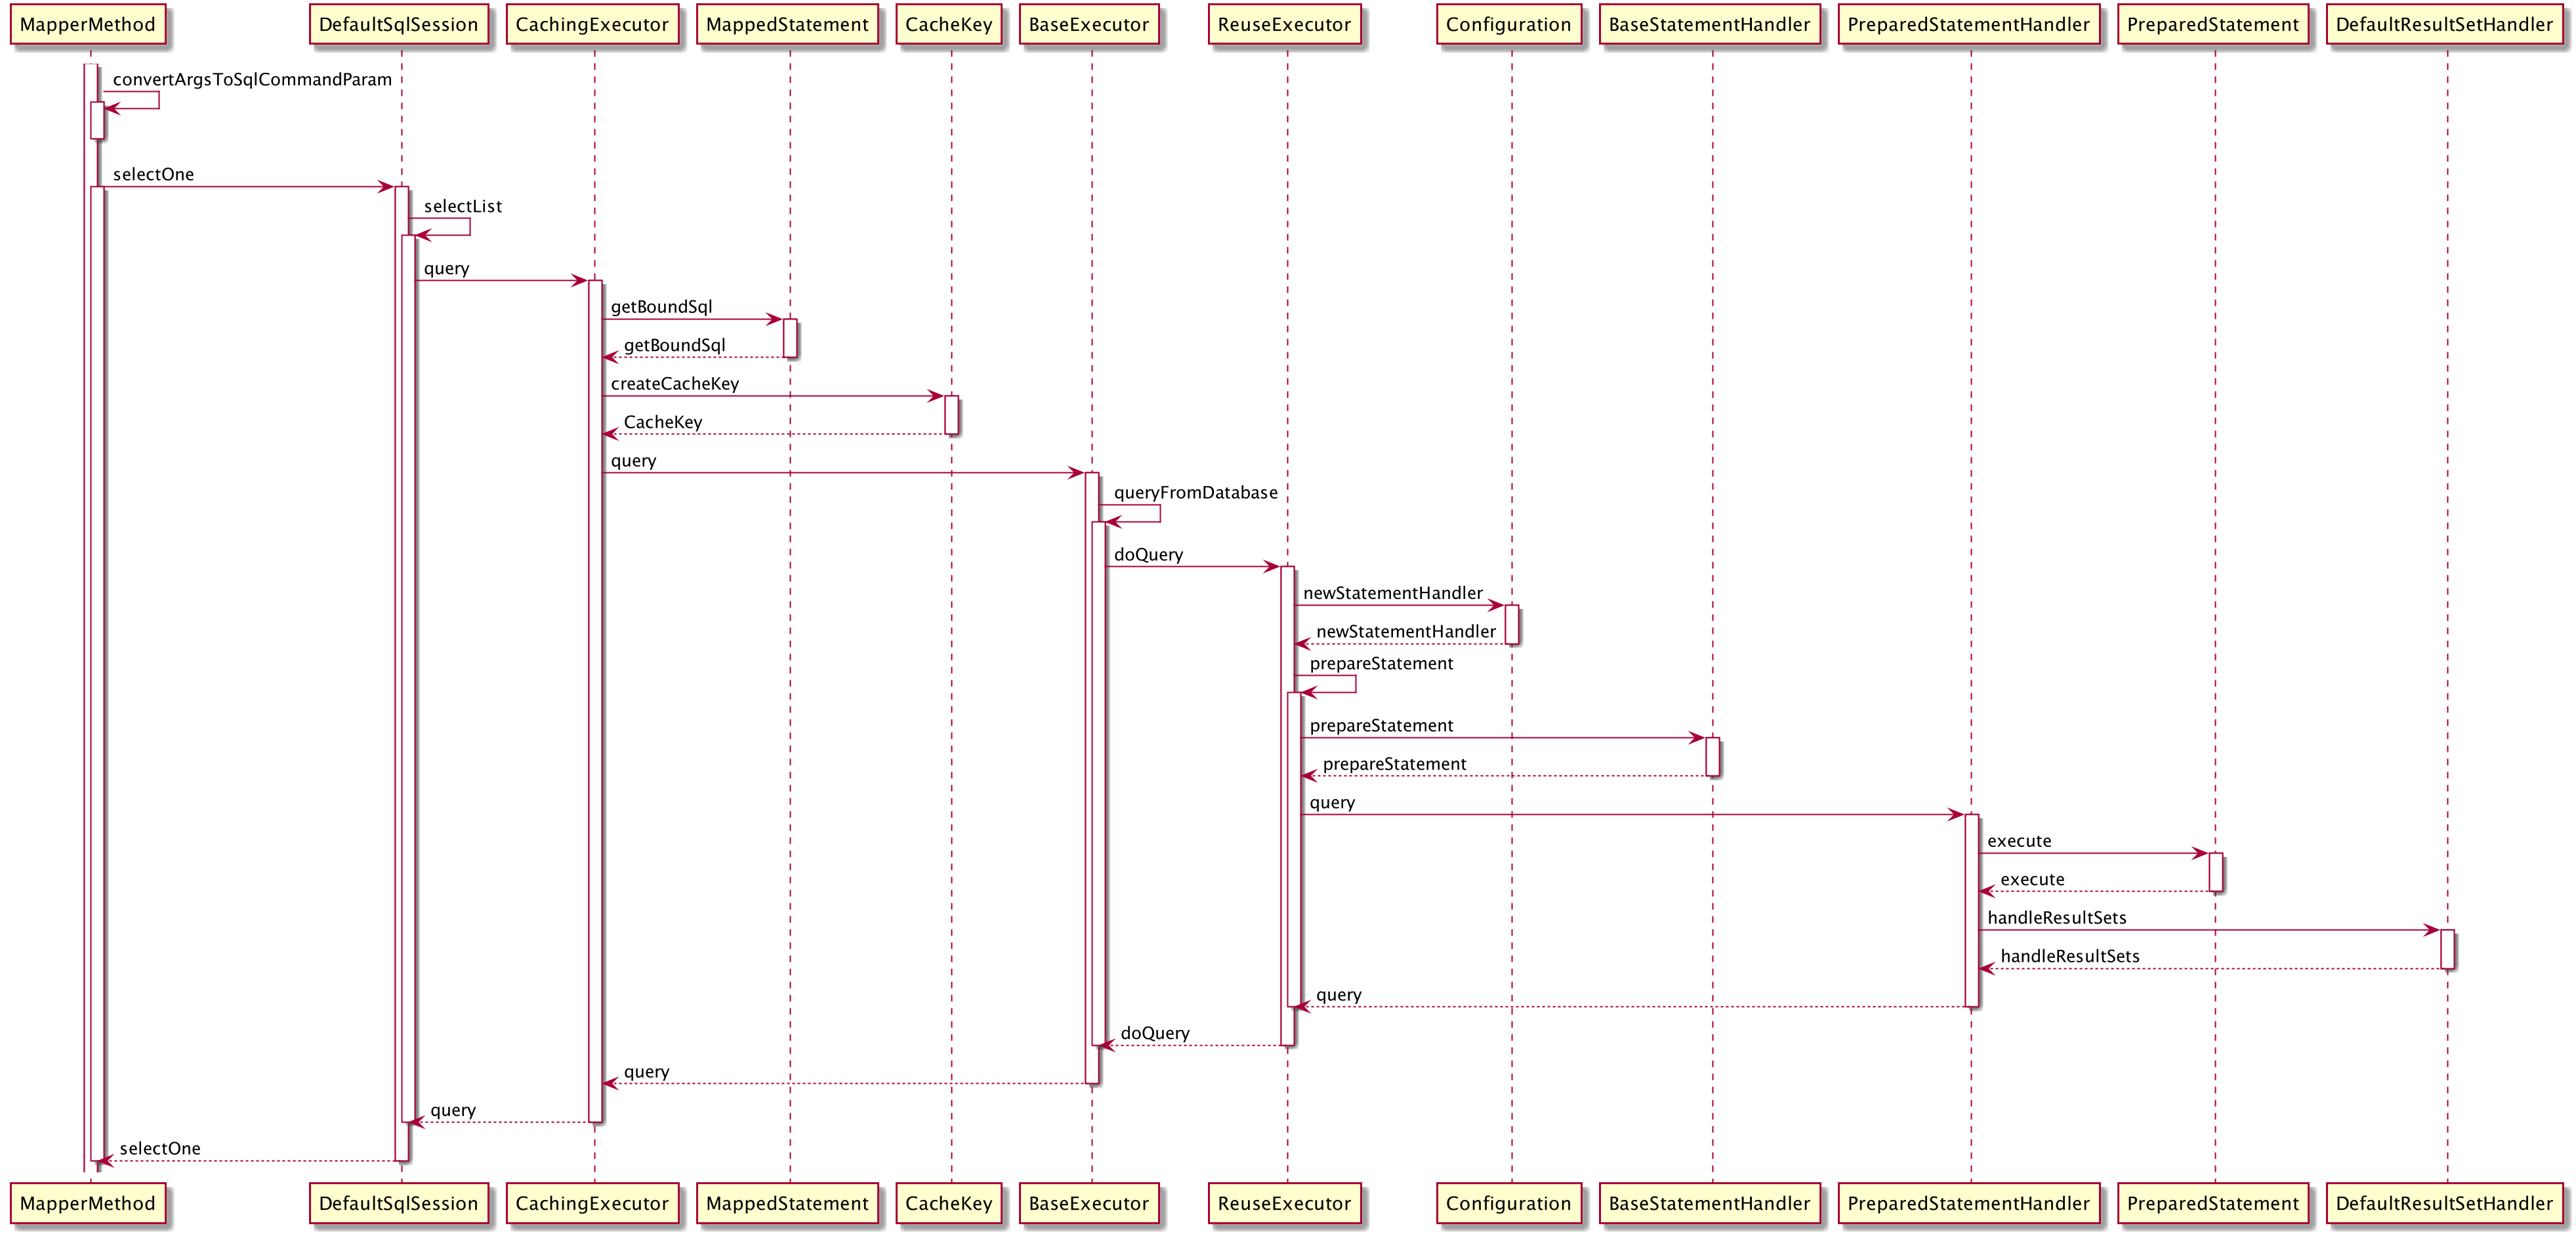 MapperMethod
DefaultSqlSession
CachingExecutor
MappedStatement
CacheKey
BaseExecutor
ReuseExecutor
Configuration
BaseStatementHandler
PreparedStatementHandler
PreparedStatement
DefaultResultSetHandler
convertArgsToSqlCommandParam
selectOne
selectList
query
getBoundSql
getBoundSql
createCacheKey
CacheKey
query
queryFromDatabase
doQuery
newStatementHandler
newStatementHandler
prepareStatement
prepareStatement
prepareStatement
query
execute
execute
handleResultSets
handleResultSets
query
doQuery
query
query
selectOne
MapperMethod
DefaultSqlSession
CachingExecutor
MappedStatement
CacheKey
BaseExecutor
ReuseExecutor
Configuration
BaseStatementHandler
PreparedStatementHandler
PreparedStatement
DefaultResultSetHandler